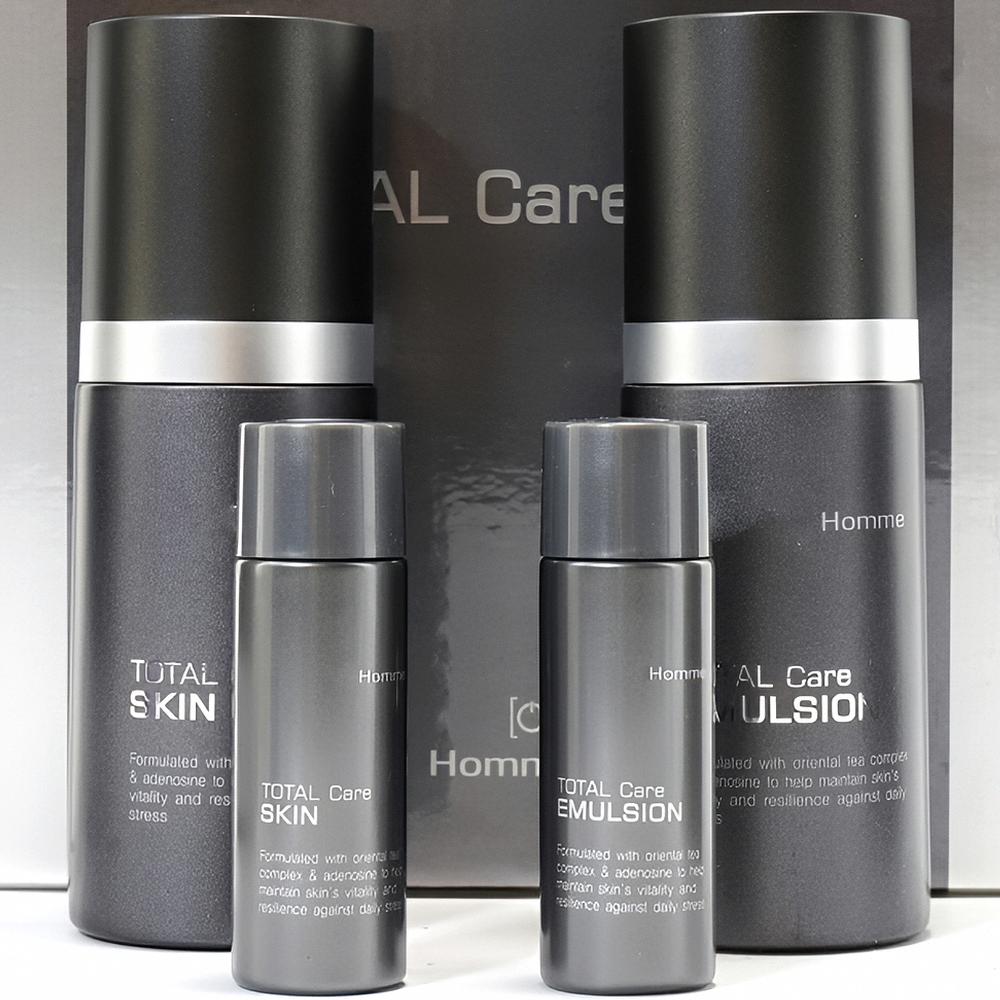 AL Care
Homme
TOTAL
SKIN
Formulated with
& adenosine to
vitality and res
stress
Homme
TOTAL Care
SKIN
Formulated with oriental tea
complex & adenosine to help
maintain skin's vitality and
resilience against daily stress
Homm
Homme
TOTAL Care
EMULSION
Formulated with oriental tea
complex & adenosine to help
maintain skin's vitality and
resilience against daily stress
Homme
AL Care
ULSION
ulated with oriental tea complex
enosine to help maintain skin's
y and resilience against daily
s